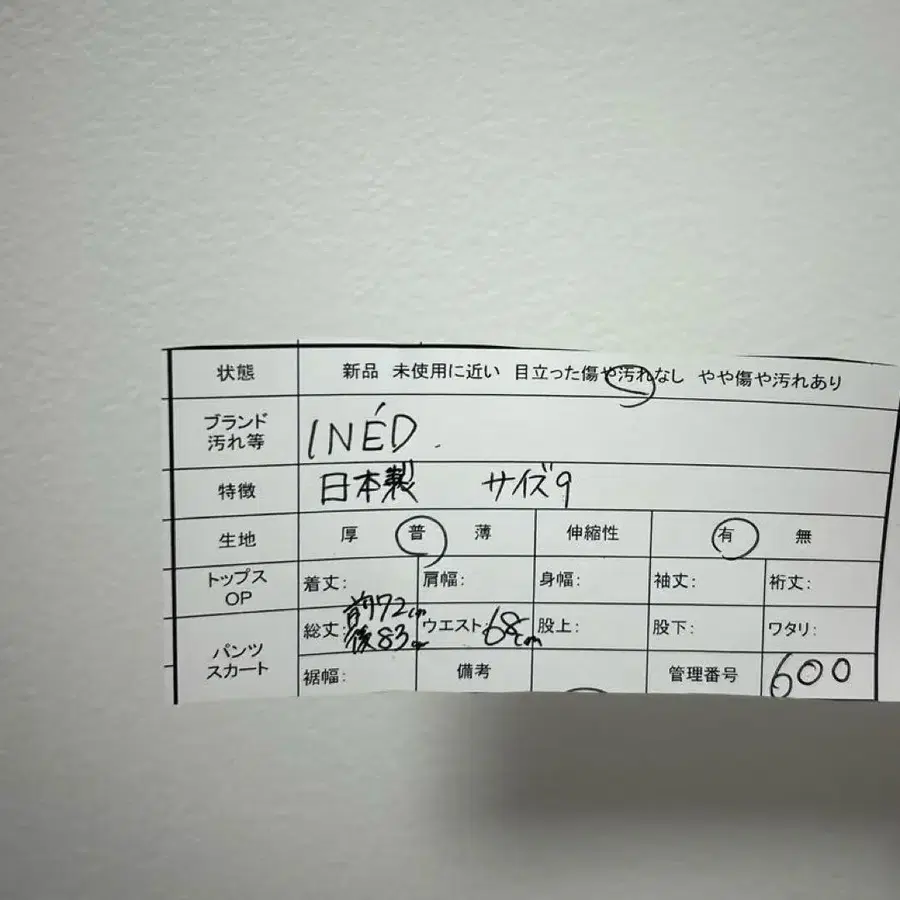 状態 新品 未使用に近い 目立った傷や汚れなし やや傷や汚れあり
ブランド
汚れ等
INÉD.
特徴 日本製 サイズ9
生地 厚 普 薄 伸縮性 有 無
トップス
OP
着丈: 肩幅: 身幅: 袖丈: 裄丈:
パンツ
スカート
総丈: 前72cm
後83cm
ウエスト: 68cm 股上: 股下: ワタリ:
裾幅: 備考 管理番号 600